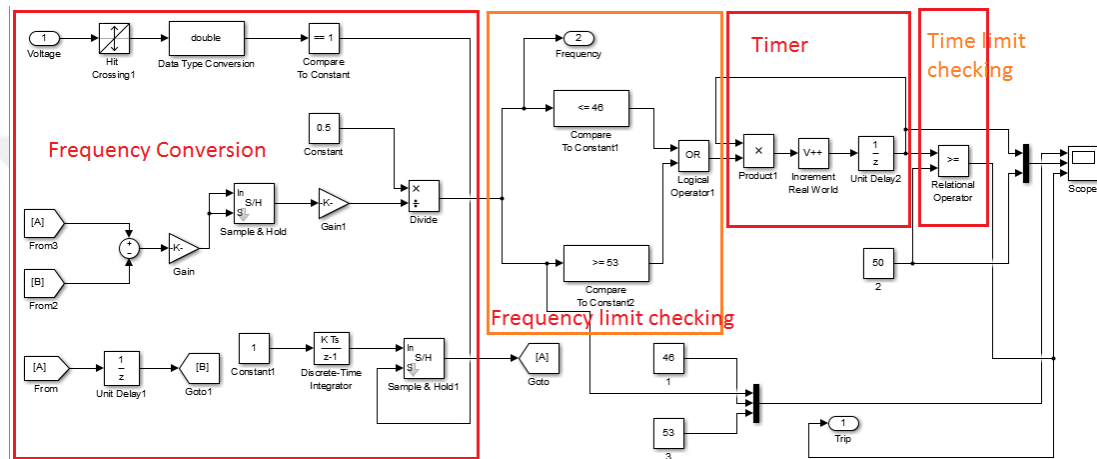 1
Voltage
Hit
Crossing1
double
Data Type Conversion
== 1
Compare
To Constant
Frequency Conversion
0.5
Constant
×
÷
Divide
[A]
From3
[B]
From2
+
−
-K-
Gain
In
S/H
S
Sample & Hold
-K-
Gain1
[A]
From
1
z
Unit Delay1
[B]
Goto1
1
Constant1
K Ts
z-1
Discrete-Time
Integrator
In
S/H
S
Sample & Hold1
[A]
Goto
2
Frequency
<= 46
Compare
To Constant1
OR
Logical
Operator1
>= 53
Compare
To Constant2
Frequency limit checking
Timer
×
Product1
V++
Increment
Real World
1
z
Unit Delay2
Time limit
checking
>=
Relational
Operator
Scope
50
2
46
1
53
3
1
Trip